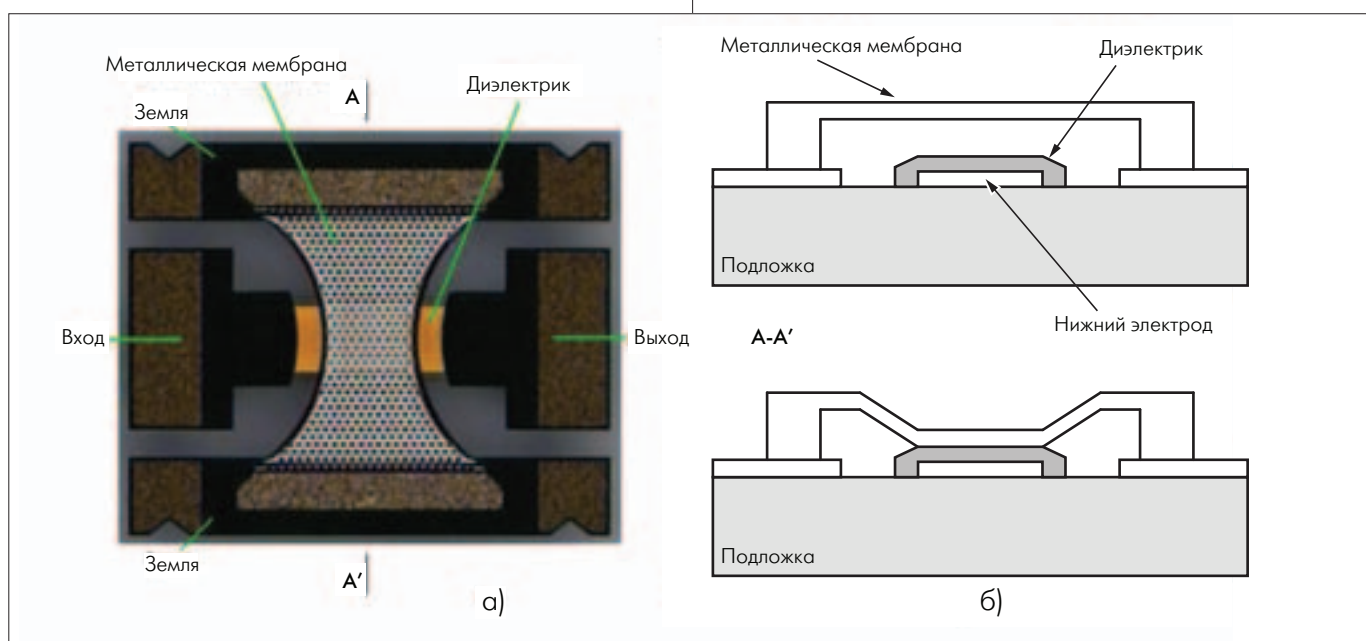 Металлическая мембрана
А
Диэлектрик
Земля
Вход
Выход
Земля
А′
а)
Металлическая мембрана
Диэлектрик
Подложка
Нижний электрод
А-А′
Подложка
б)